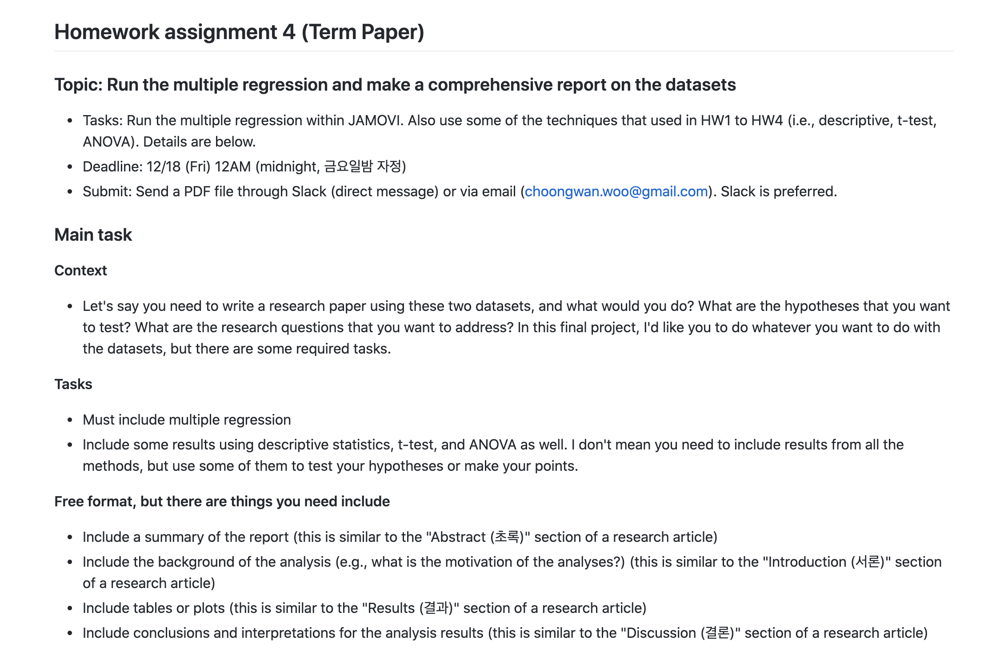 Homework assignment 4 (Term Paper)
Topic: Run the multiple regression and make a comprehensive report on the datasets
• Tasks: Run the multiple regression within JAMOVI. Also use some of the techniques that used in HW1 to HW4 (i.e., descriptive, t-test,
ANOVA). Details are below.
• Deadline: 12/18 (Fri) 12AM (midnight, 금요일밤 자정)
• Submit: Send a PDF file through Slack (direct message) or via email (choongwan.woo@gmail.com). Slack is preferred.
Main task
Context
• Let's say you need to write a research paper using these two datasets, and what would you do? What are the hypotheses that you want
to test? What are the research questions that you want to address? In this final project, I'd like you to do whatever you want to do with
the datasets, but there are some required tasks.
Tasks
• Must include multiple regression
• Include some results using descriptive statistics, t-test, and ANOVA as well. I don't mean you need to include results from all the
methods, but use some of them to test your hypotheses or make your points.
Free format, but there are things you need include
• Include a summary of the report (this is similar to the "Abstract (초록)" section of a research article)
• Include the background of the analysis (e.g., what is the motivation of the analyses?) (this is similar to the "Introduction (서론)" section
of a research article)
• Include tables or plots (this is similar to the "Results (결과)" section of a research article)
• Include conclusions and interpretations for the analysis results (this is similar to the "Discussion (결론)" section of a research article)